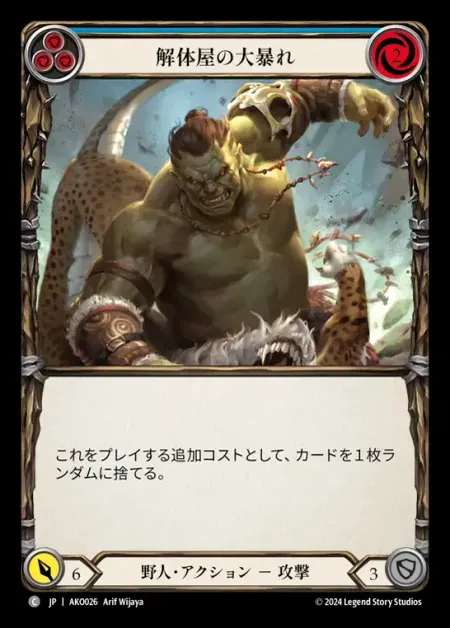 解体屋の大暴れ
2
これをプレイする追加コストとして、カードを1枚ラ
ンダムに捨てる。
6
野人・アクション － 攻撃
3
C JP | AKO026 Arif Wijaya
© 2024 Legend Story Studios